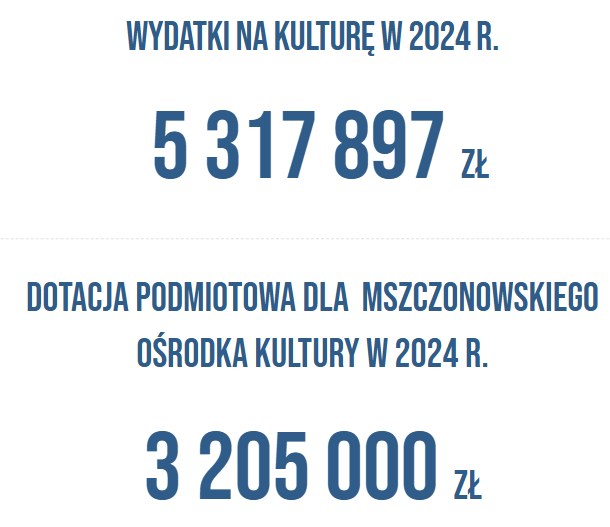 WYDATKI NA KULTURĘ W 2024 R.
5 317 897 ZŁ
DOTACJA PODMIOTOWA DLA MSZCZONOWSKIEGO
OŚRODKA KULTURY W 2024 R.
3 205 000 ZŁ